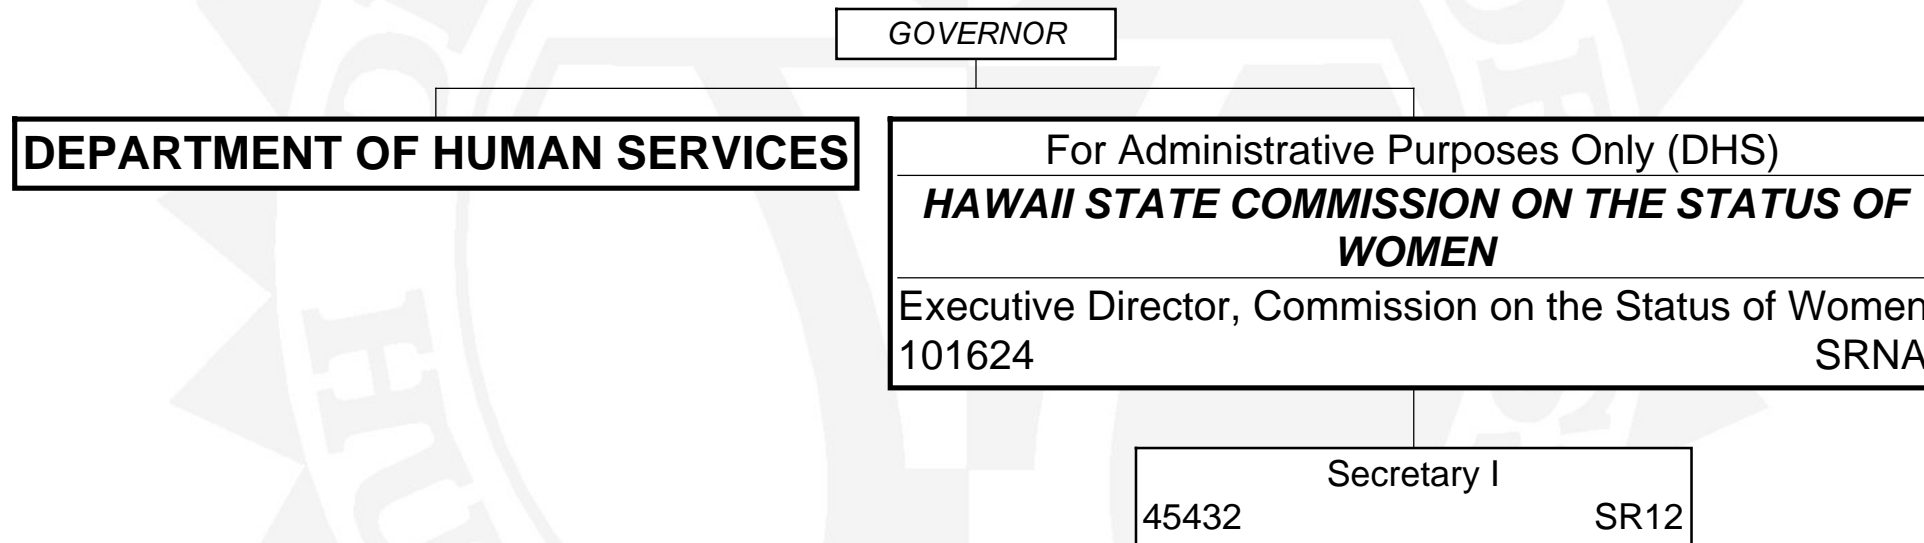 GOVERNOR
DEPARTMENT OF HUMAN SERVICES
For Administrative Purposes Only (DHS)
HAWAII STATE COMMISSION ON THE STATUS OF
WOMEN
Executive Director, Commission on the Status of Women
101624 SRNA
Secretary I
45432 SR12